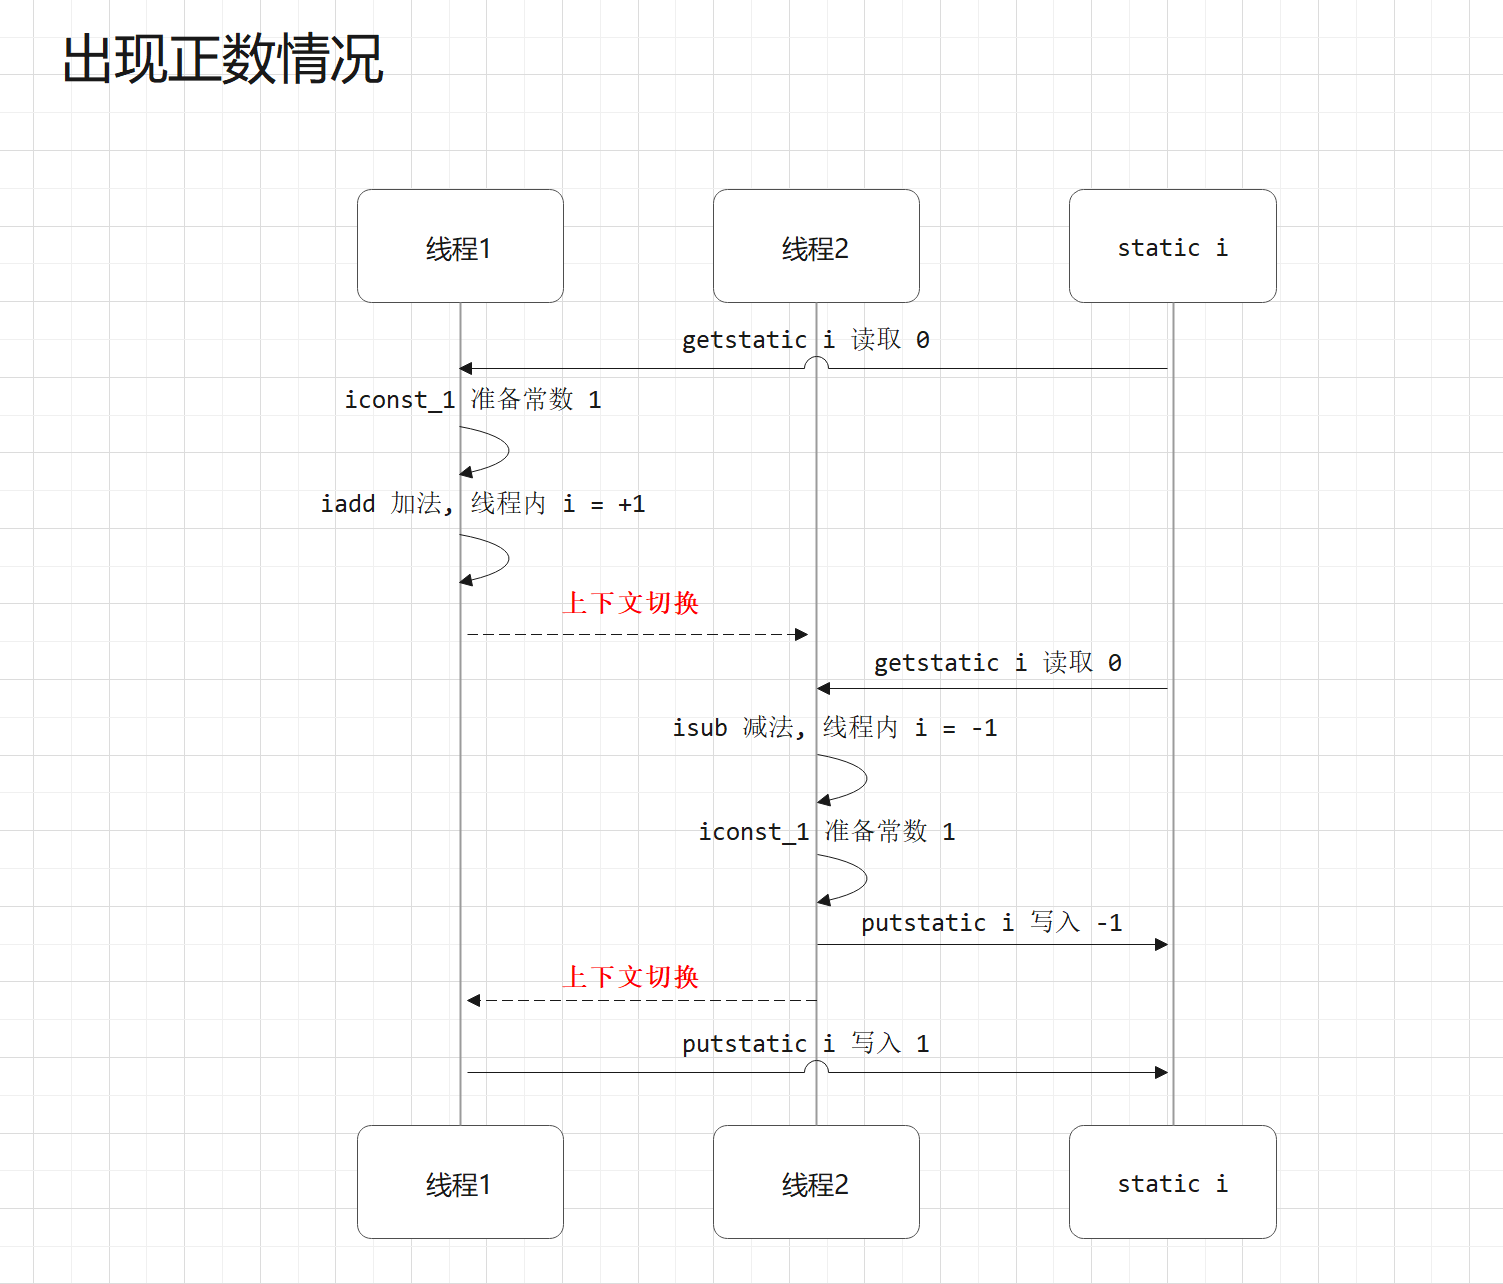 出现正数情况
线程1
线程2
static i
getstatic i 读取 0
iconst_1 准备常数 1
iadd 加法, 线程内 i = +1
上下文切换
getstatic i 读取 0
isub 减法, 线程内 i = -1
iconst_1 准备常数 1
putstatic i 写入 -1
上下文切换
putstatic i 写入 1
线程1
线程2
static i